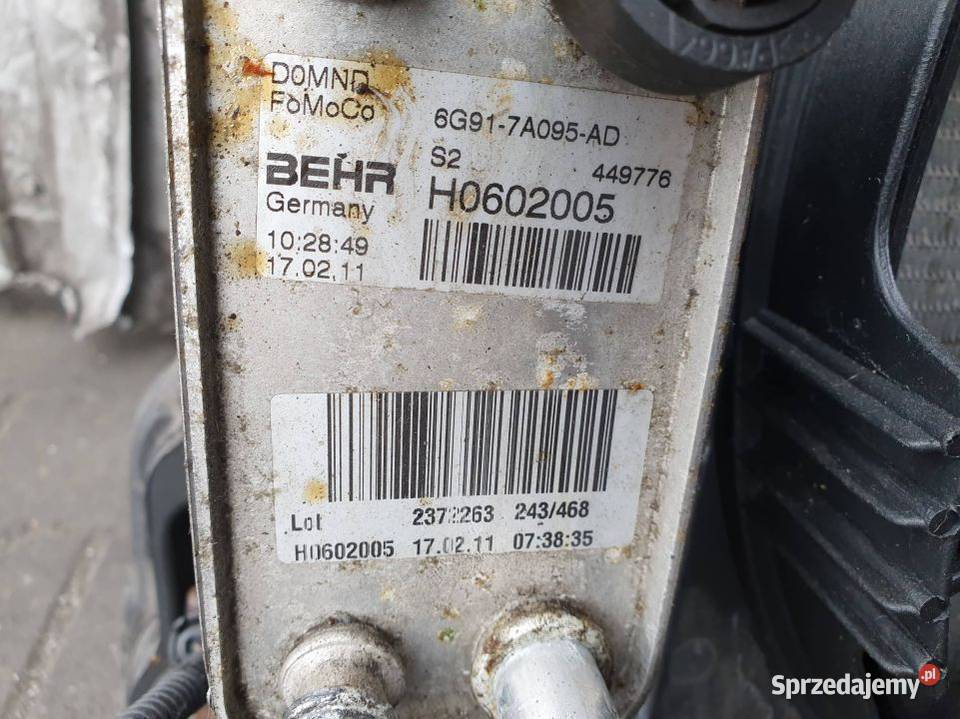 D0MND
FoMoCo
6G91-7A095-AD
S2
449776
BEHR
H0602005
Germany
10:28:49
17.02.11
Lot 2372263 243/468
H0602005 17.02.11 07:38:35
Sprzedajemy.pl